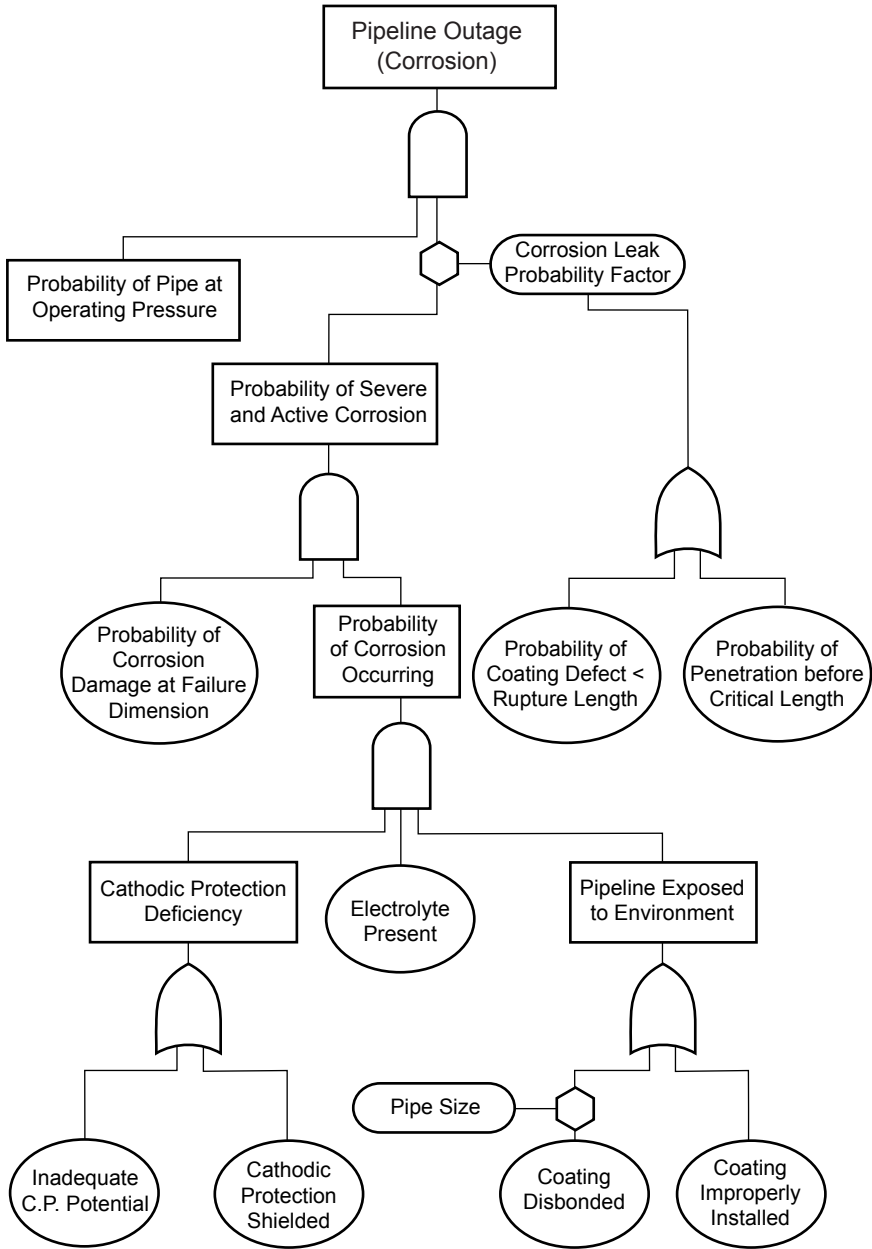 Pipeline Outage
(Corrosion)
Probability of Pipe at
Operating Pressure
Corrosion Leak
Probability Factor
Probability of Severe
and Active Corrosion
Probability of
Corrosion
Damage at Failure
Dimension
Probability
of Corrosion
Occurring
Probability of
Coating Defect <
Rupture Length
Probability of
Penetration before
Critical Length
Cathodic Protection
Deficiency
Electrolyte
Present
Pipeline Exposed
to Environment
Pipe Size
Inadequate
C.P. Potential
Cathodic
Protection
Shielded
Coating
Disbonded
Coating
Improperly
Installed